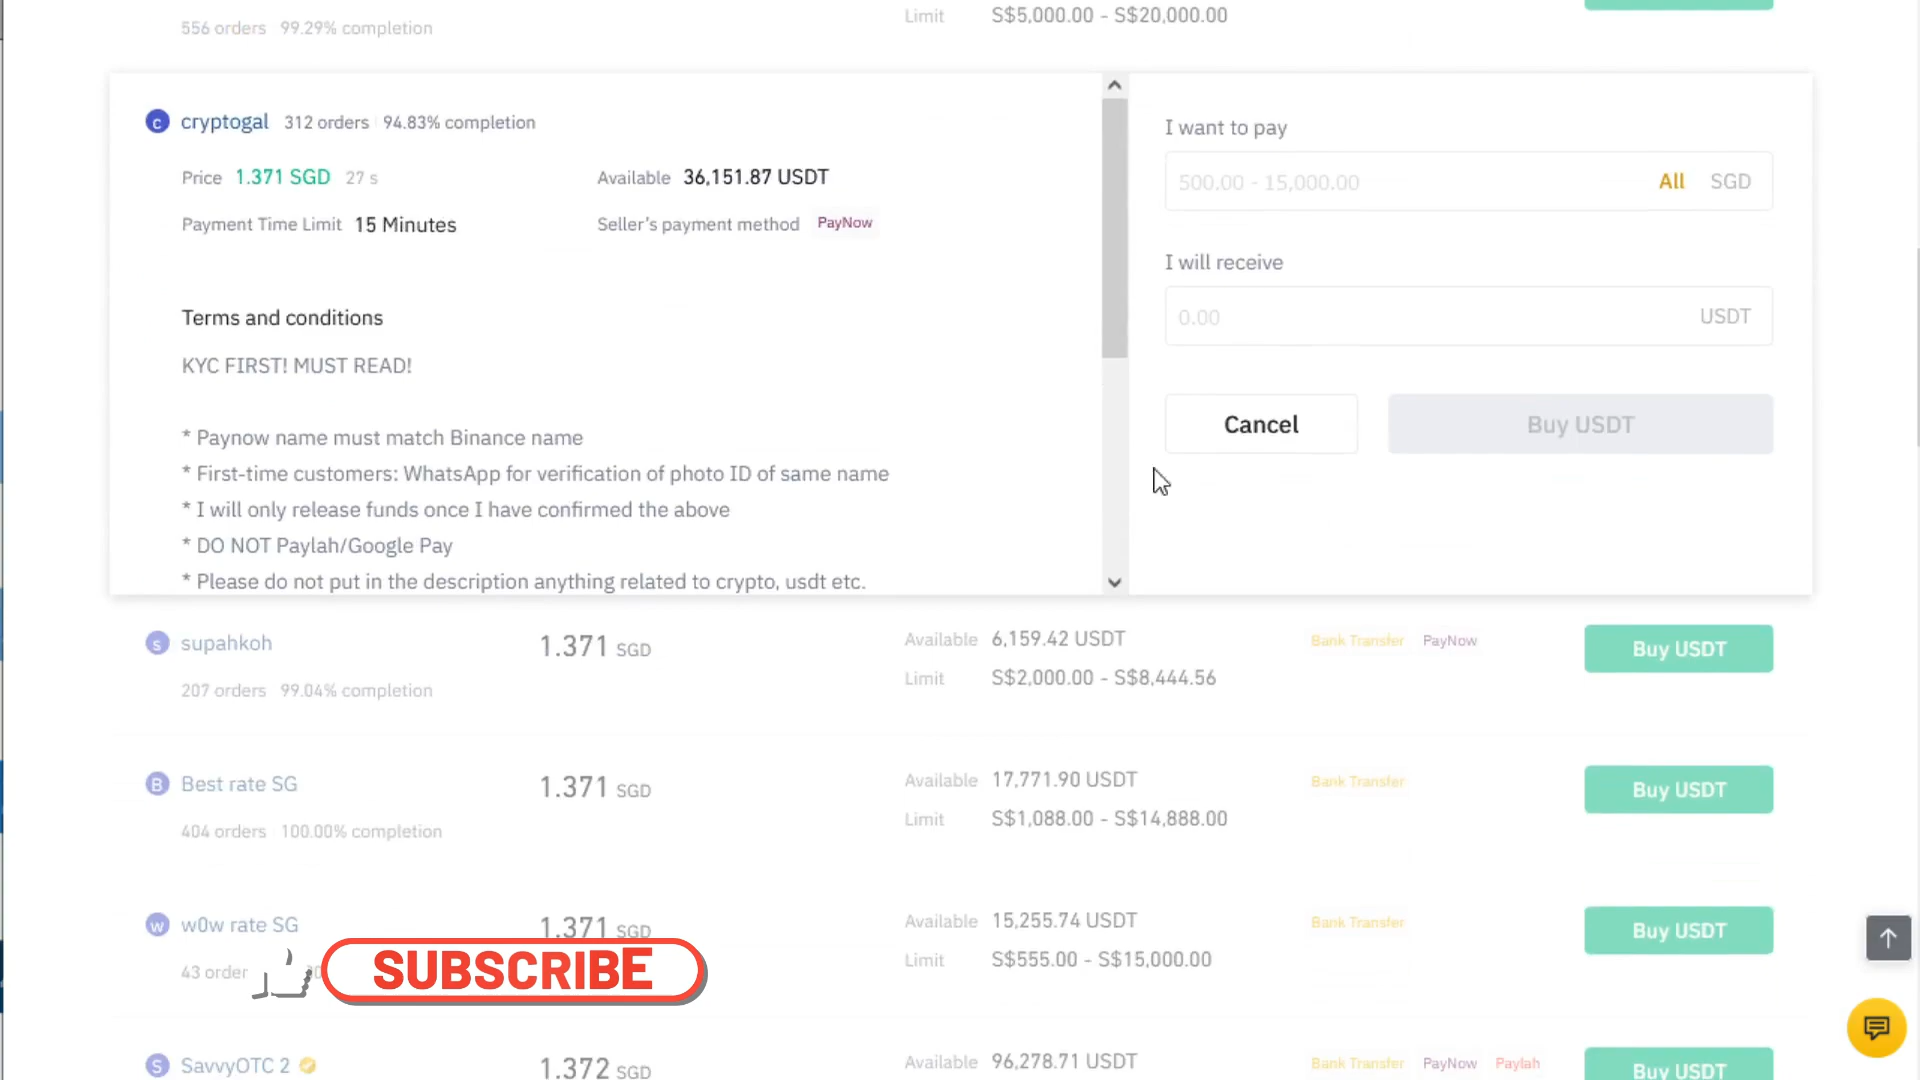 556 orders 99.29% completion
Limit S$5,000.00 - S$20,000.00
c cryptogal 312 orders 94.83% completion
Price 1.371 SGD 27 s
Available 36,151.87 USDT
Payment Time Limit 15 Minutes
Seller's payment method PayNow
Terms and conditions
KYC FIRST! MUST READ!
* Paynow name must match Binance name
* First-time customers: WhatsApp for verification of photo ID of same name
* I will only release funds once I have confirmed the above
* DO NOT Paylah/Google Pay
* Please do not put in the description anything related to crypto, usdt etc.
I want to pay
500.00 - 15,000.00 All SGD
I will receive
0.00 USDT
Cancel Buy USDT
s supahkoh 1.371 SGD Available 6,159.42 USDT Bank Transfer PayNow Buy USDT
207 orders 99.04% completion Limit S$2,000.00 - S$8,444.56
B Best rate SG 1.371 SGD Available 17,771.90 USDT Bank Transfer Buy USDT
404 orders 100.00% completion Limit S$1,088.00 - S$14,888.00
w w0w rate SG 1.371 SGD Available 15,255.74 USDT Bank Transfer Buy USDT
43 order Limit S$555.00 - S$15,000.00
SUBSCRIBE
S SavvyOTC 2 1.372 SGD Available 96,278.71 USDT Bank Transfer PayNow Paylah Buy USDT